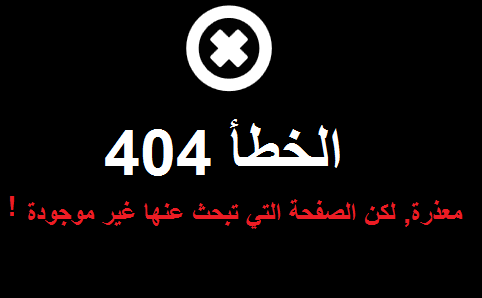 الخطأ 404
معذرة, لكن الصفحة التي تبحث عنها غير موجودة !